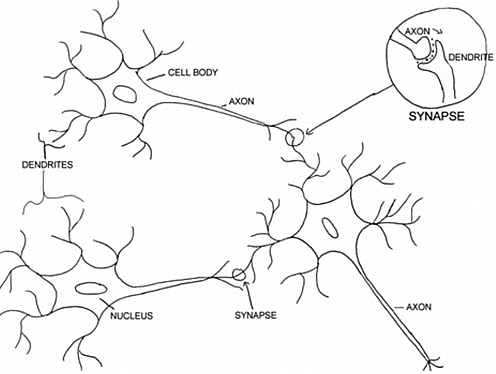 AXON
DENDRITE
SYNAPSE
CELL BODY
AXON
DENDRITES
NUCLEUS
SYNAPSE
AXON